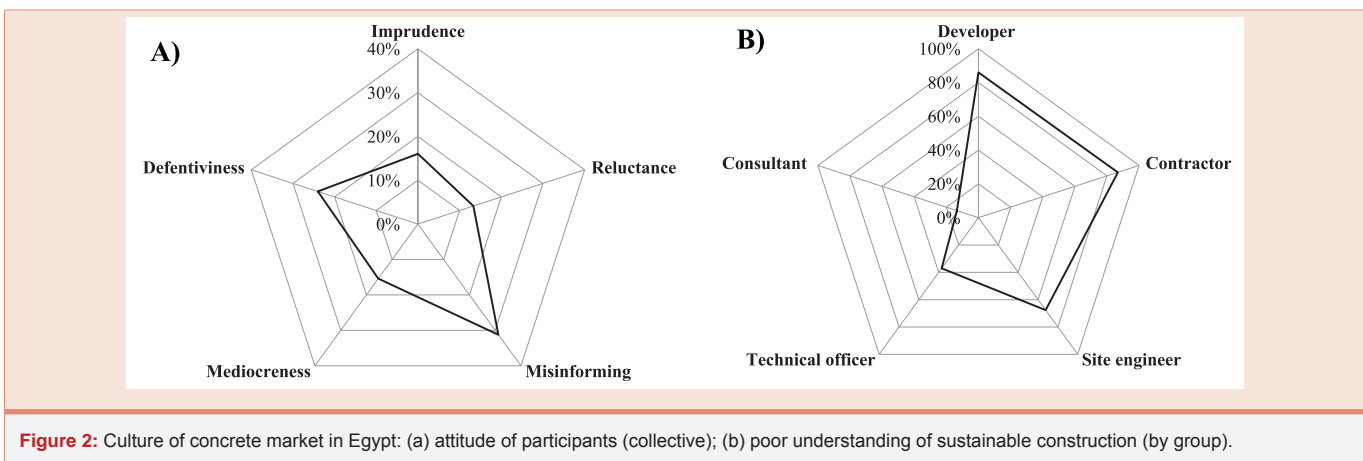 A)
Imprudence
40%
30%
20%
10%
0%
Defentiviness
Reluctance
Mediocreness
Misinforming
B)
Developer
100%
80%
60%
40%
20%
0%
Consultant
Contractor
Technical officer
Site engineer
Figure 2: Culture of concrete market in Egypt: (a) attitude of participants (collective); (b) poor understanding of sustainable construction (by group).